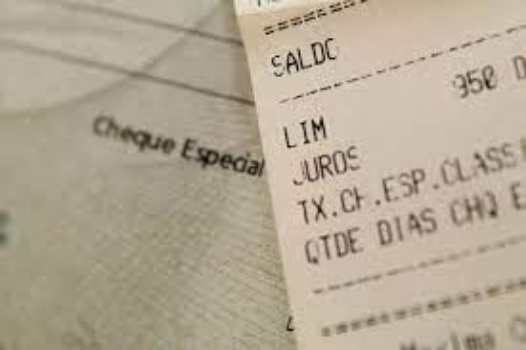 Cheque Especial
SALDO
950 D
LIM
JUROS
TX.CH.ESP.CLASS
QTDE DIAS CHQ E